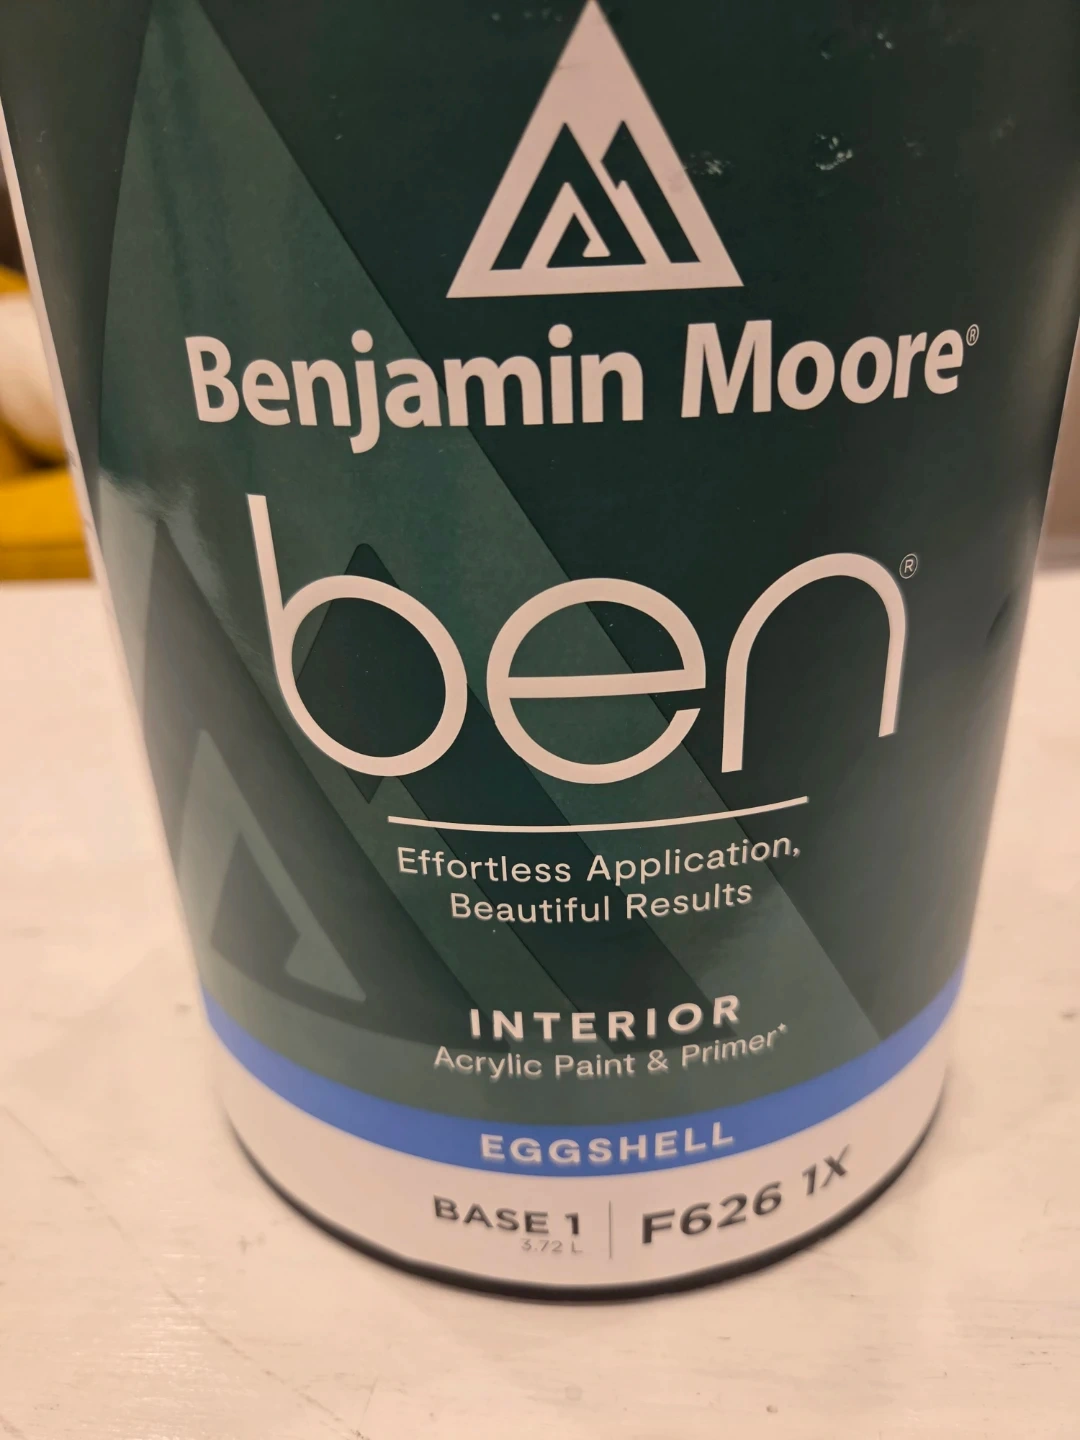 Benjamin Moore®
ben®
Effortless Application,
Beautiful Results
INTERIOR
Acrylic Paint & Primer*
EGGSHELL
BASE 1
3.72 L
F626 1X